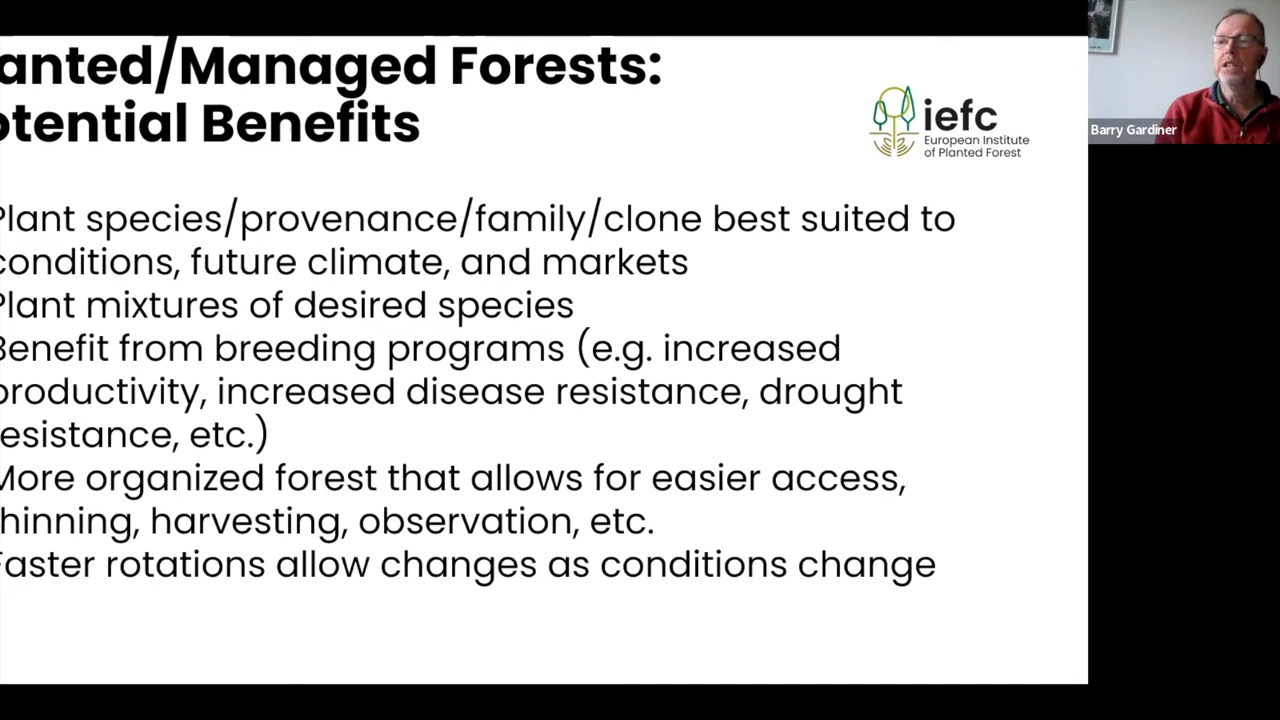 anted/Managed Forests:
otential Benefits
iefc
European Institute
of Planted Forest
Barry Gardiner
Plant species/provenance/family/clone best suited to
conditions, future climate, and markets
Plant mixtures of desired species
Benefit from breeding programs (e.g. increased
productivity, increased disease resistance, drought
esistance, etc.)
More organized forest that allows for easier access,
hinning, harvesting, observation, etc.
Faster rotations allow changes as conditions change